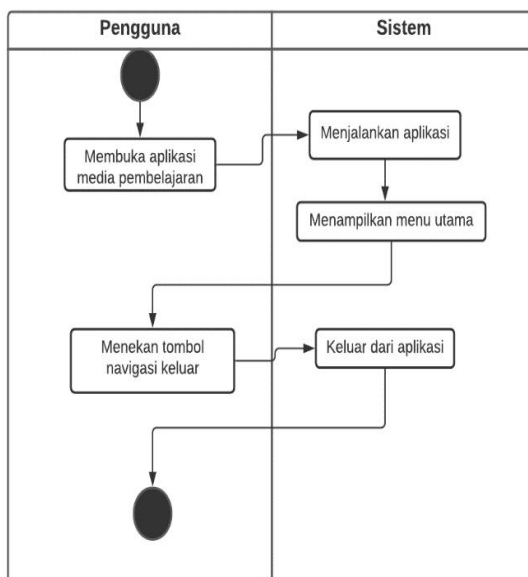 Pengguna
Sistem
Membuka aplikasi
media pembelajaran
Menjalankan aplikasi
Menampilkan menu utama
Menekan tombol
navigasi keluar
Keluar dari aplikasi